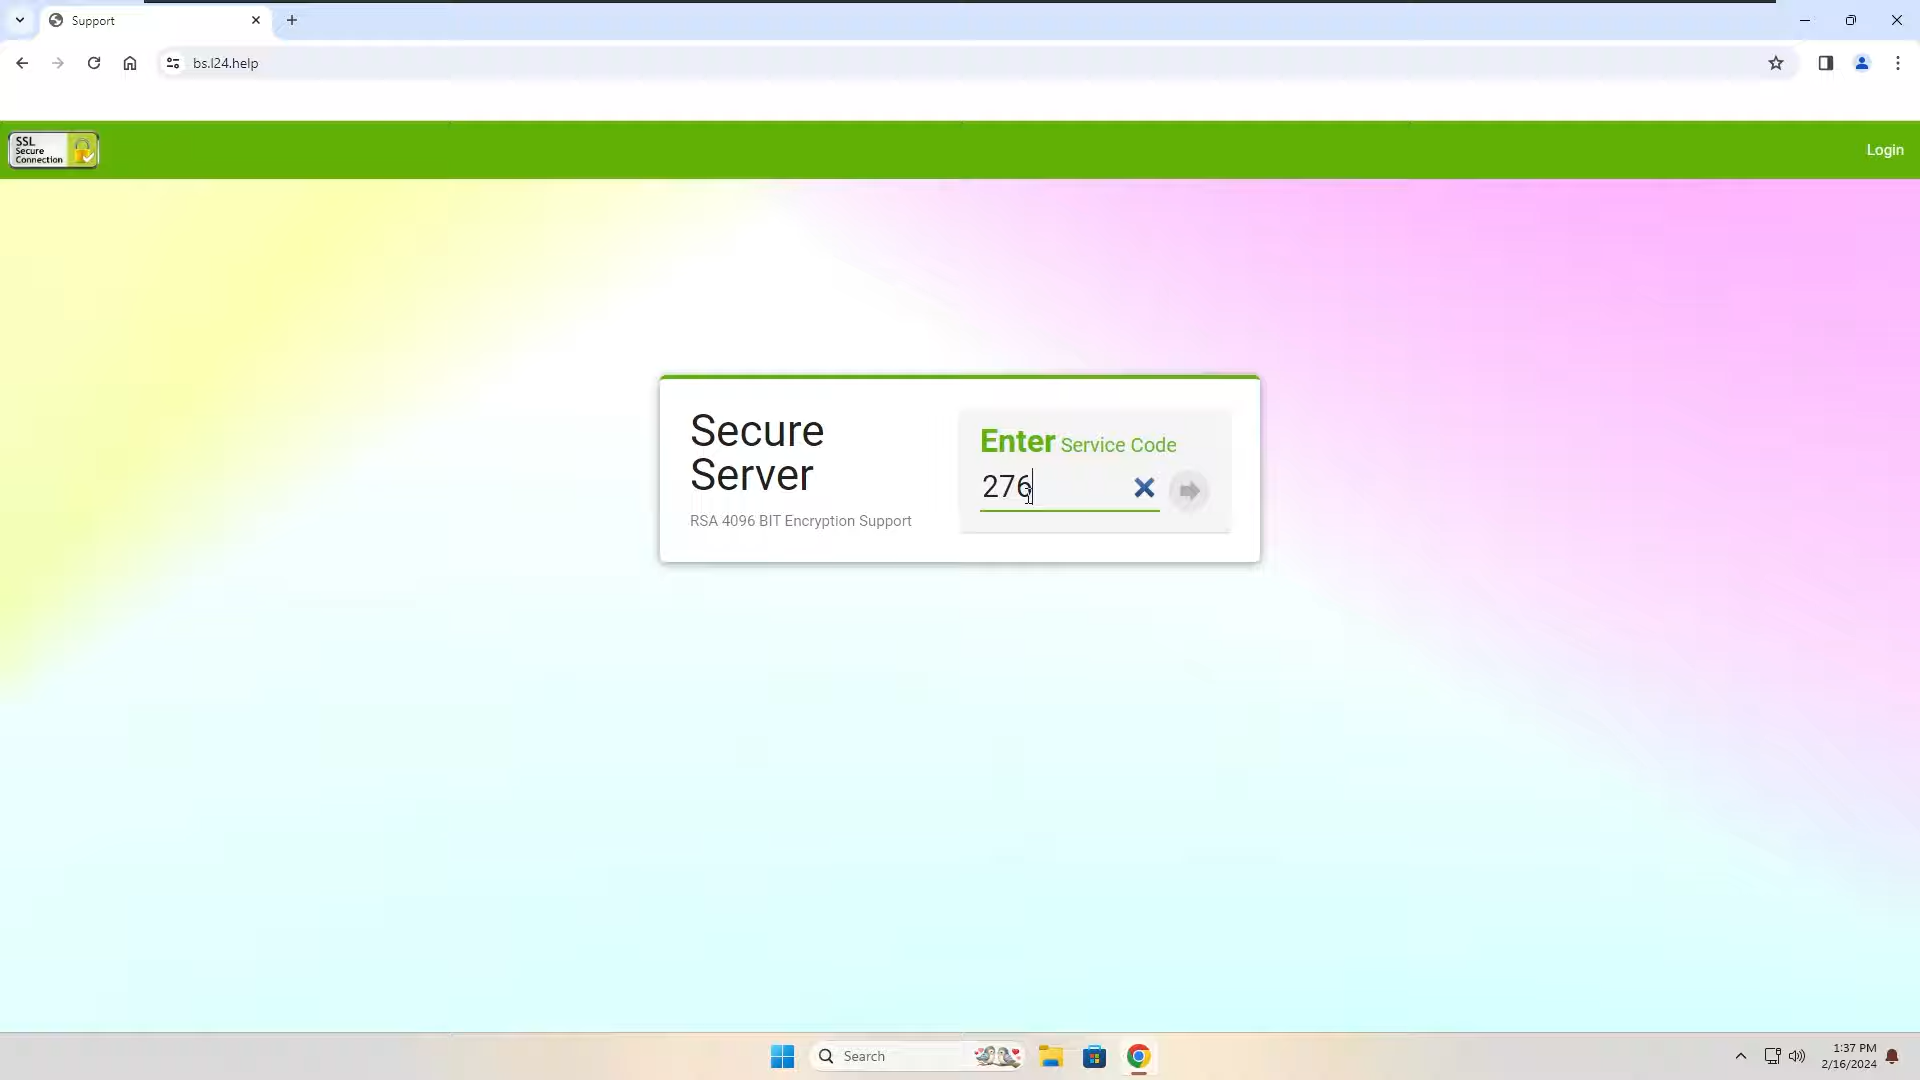 Support
bs.l24.help
SSL
Secure
Connection
Login
Secure
Server
RSA 4096 BIT Encryption Support
Enter Service Code
276
Search
1:37 PM
2/16/2024